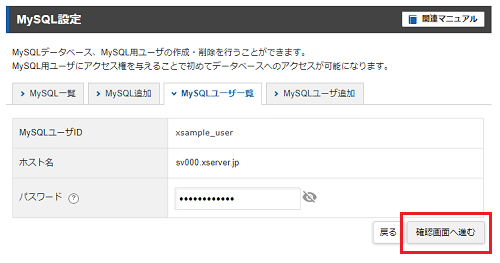 MySQL設定
関連マニュアル
MySQLデータベース、MySQL用ユーザの作成・削除を行うことができます。
MySQL用ユーザにアクセス権を与えることで初めてデータベースへのアクセスが可能になります。
MySQL一覧 MySQL追加 MySQLユーザ一覧 MySQLユーザ追加
MySQLユーザID xsample_user
ホスト名 sv000.xserver.jp
パスワード ? ••••••••••••
戻る 確認画面へ進む